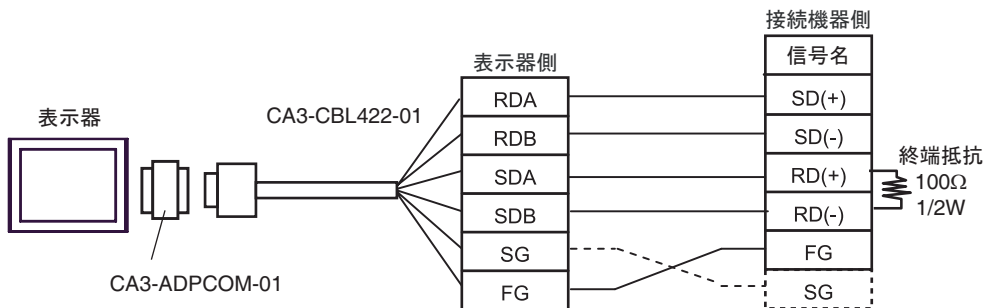 接続機器側
表示器側
信号名
表示器
CA3-CBL422-01
RDA
SD(+)
RDB
SD(-)
SDA
RD(+)
SDB
RD(-)
終端抵抗
100Ω
1/2W
SG
FG
FG
SG
CA3-ADPCOM-01